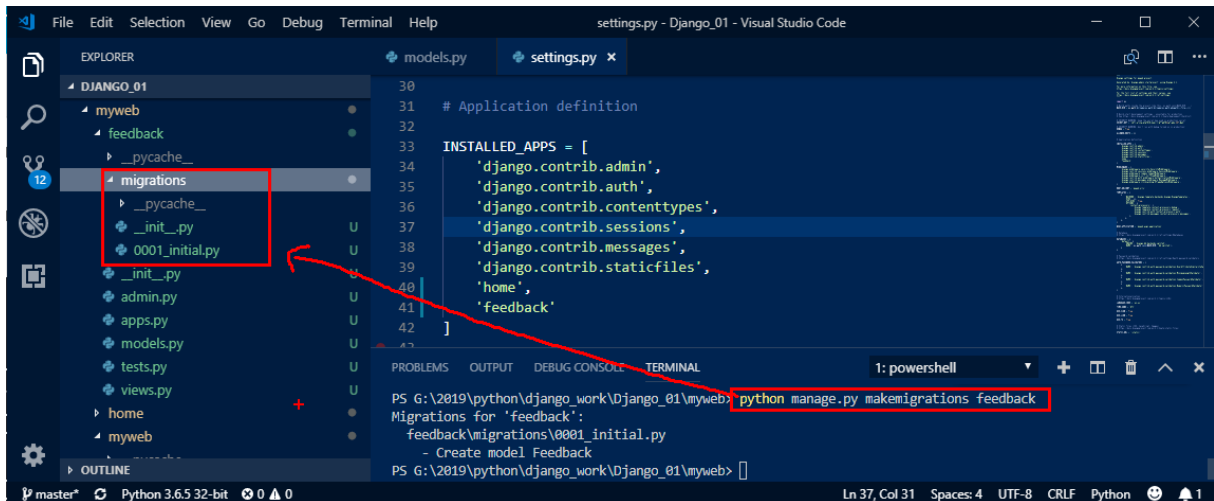 File Edit Selection View Go Debug Terminal Help settings.py - Django_01 - Visual Studio Code
EXPLORER
DJANGO_01
myweb
feedback
__pycache__
migrations
__pycache__
__init__.py U
0001_initial.py U
__init__.py U
admin.py U
apps.py U
models.py U
tests.py U
views.py U
home
myweb
OUTLINE
12
models.py settings.py
30
31 # Application definition
32
33 INSTALLED_APPS = [
34 'django.contrib.admin',
35 'django.contrib.auth',
36 'django.contrib.contenttypes',
37 'django.contrib.sessions',
38 'django.contrib.messages',
39 'django.contrib.staticfiles',
40 'home',
41 'feedback'
42 ]
PROBLEMS OUTPUT DEBUG CONSOLE TERMINAL 1: powershell
PS G:\2019\python\django_work\Django_01\myweb> python manage.py makemigrations feedback
Migrations for 'feedback':
feedback\migrations\0001_initial.py
- Create model Feedback
PS G:\2019\python\django_work\Django_01\myweb>
master* Python 3.6.5 32-bit 0 0 Ln 37, Col 31 Spaces: 4 UTF-8 CRLF Python 1